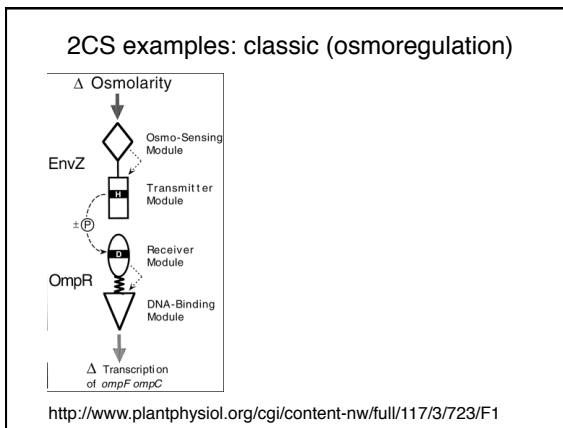 2CS examples: classic (osmoregulation)
Δ Osmolarity
Osmo-Sensing
Module
EnvZ
H
Transmitter
Module
±P
D
Receiver
Module
OmpR
DNA-Binding
Module
Δ Transcription
of ompF ompC
http://www.plantphysiol.org/cgi/content-nw/full/117/3/723/F1